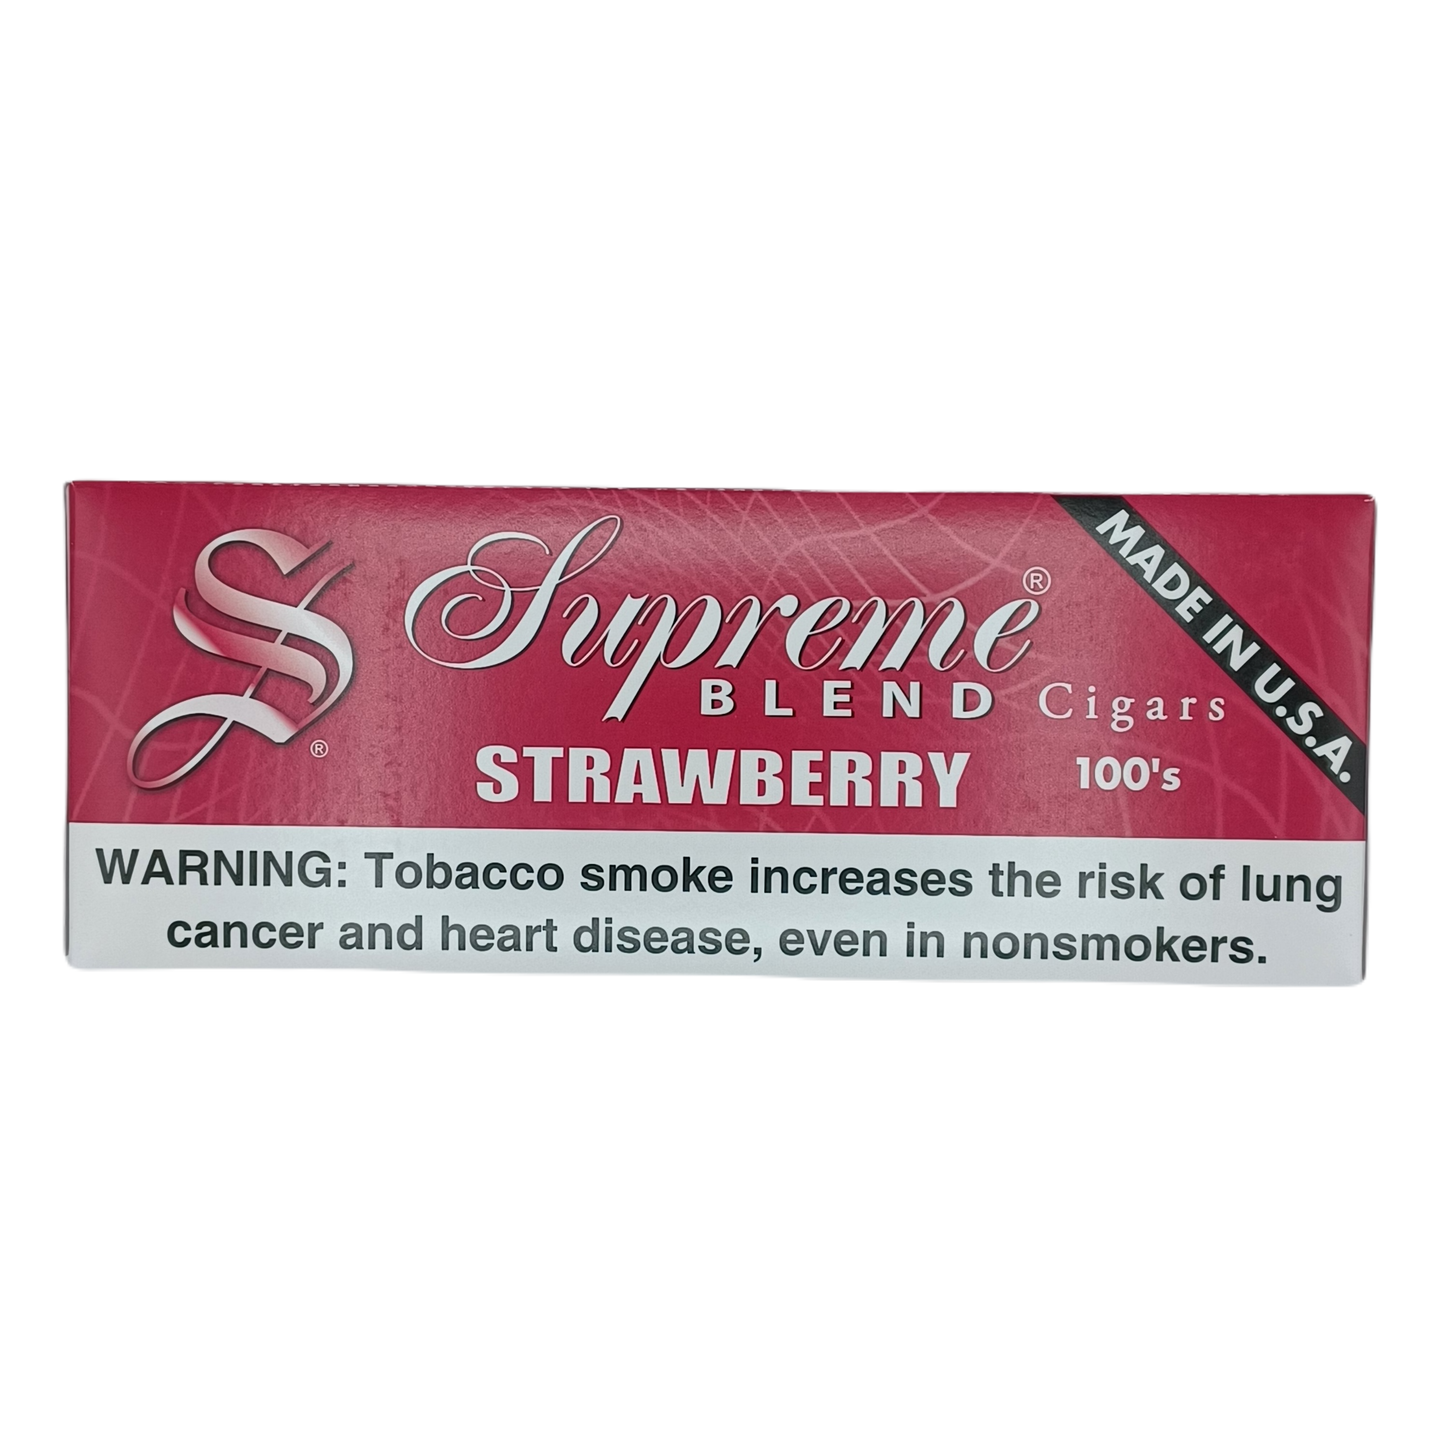 S®
Supreme®
BLEND Cigars
STRAWBERRY 100's
MADE IN U.S.A.
WARNING: Tobacco smoke increases the risk of lung
cancer and heart disease, even in nonsmokers.